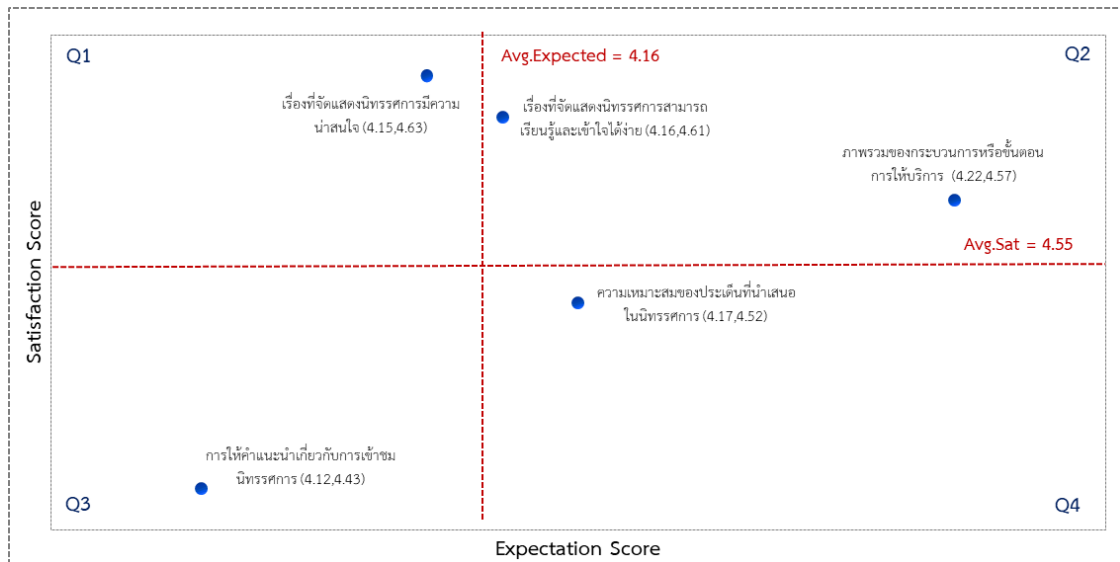 Q1
Avg.Expected = 4.16
Q2
เรื่องที่จัดแสดงนิทรรศการมีความ
น่าสนใจ (4.15,4.63)
เรื่องที่จัดแสดงนิทรรศการสามารถ
เรียนรู้และเข้าใจได้ง่าย (4.16,4.61)
ภาพรวมของกระบวนการหรือขั้นตอน
การให้บริการ (4.22,4.57)
Avg.Sat = 4.55
Satisfaction Score
ความเหมาะสมของประเด็นที่นำเสนอ
ในนิทรรศการ (4.17,4.52)
การให้คำแนะนำเกี่ยวกับการเข้าชม
นิทรรศการ (4.12,4.43)
Q3
Q4
Expectation Score